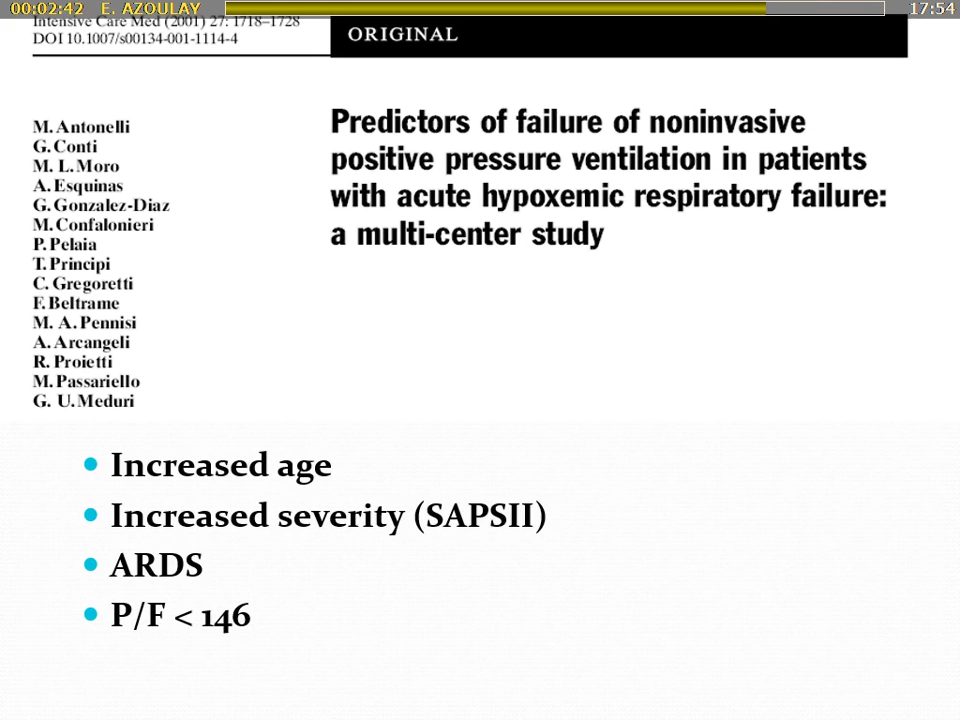 00:02:42 E. AZOULAY 17:54
Intensive Care Med (2001) 27: 1718–1728
DOI 10.1007/s00134-001-1114-4
ORIGINAL
M. Antonelli
G. Conti
M. L. Moro
A. Esquinas
G. Gonzalez-Diaz
M. Confalonieri
P. Pelaia
T. Principi
C. Gregoretti
F. Beltrame
M. A. Pennisi
A. Arcangeli
R. Proietti
M. Passariello
G. U. Meduri
Predictors of failure of noninvasive
positive pressure ventilation in patients
with acute hypoxemic respiratory failure:
a multi-center study
• Increased age
• Increased severity (SAPSII)
• ARDS
• P/F < 146